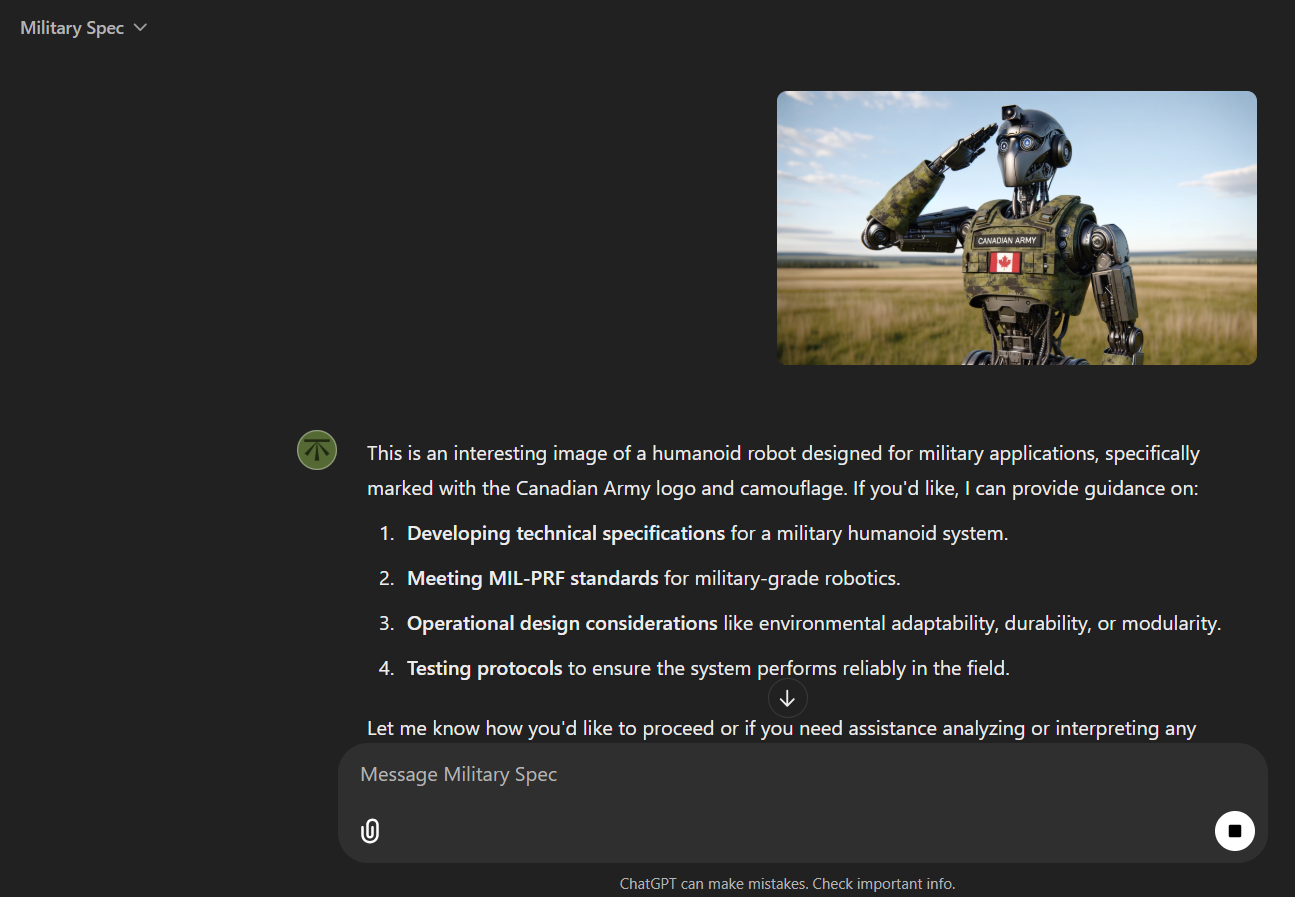 Military Spec
CANADIAN ARMY
This is an interesting image of a humanoid robot designed for military applications, specifically
marked with the Canadian Army logo and camouflage. If you'd like, I can provide guidance on:
1. Developing technical specifications for a military humanoid system.
2. Meeting MIL-PRF standards for military-grade robotics.
3. Operational design considerations like environmental adaptability, durability, or modularity.
4. Testing protocols to ensure the system performs reliably in the field.
Let me know how you'd like to proceed or if you need assistance analyzing or interpreting any
Message Military Spec
ChatGPT can make mistakes. Check important info.